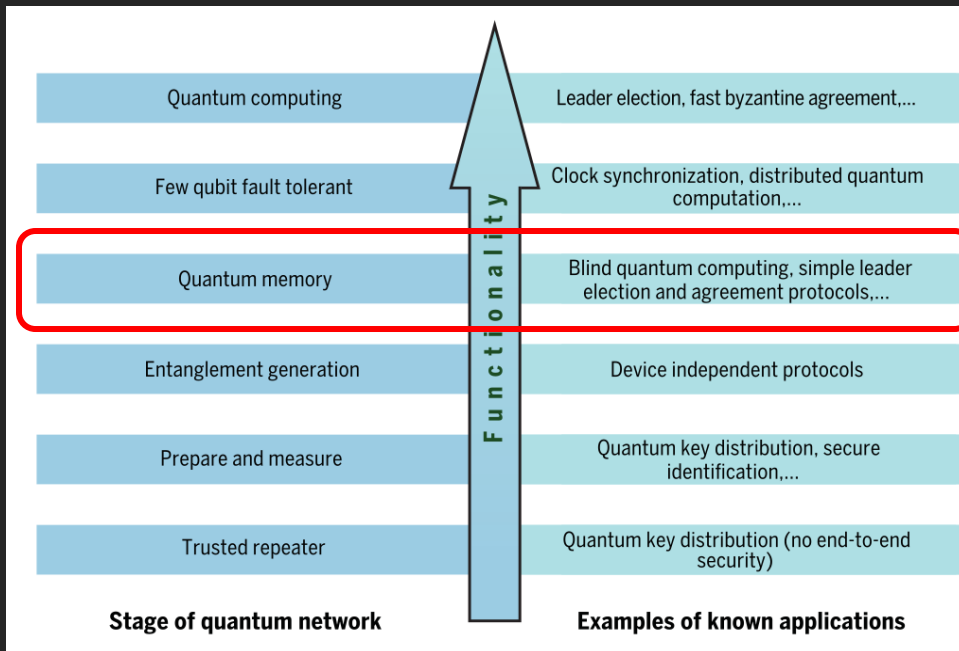 Quantum computing
Leader election, fast byzantine agreement,...
Few qubit fault tolerant
Clock synchronization, distributed quantum
computation,...
Quantum memory
Blind quantum computing, simple leader
election and agreement protocols,...
Entanglement generation
Device independent protocols
Prepare and measure
Quantum key distribution, secure
identification,...
Trusted repeater
Quantum key distribution (no end-to-end
security)
Functionality
Stage of quantum network
Examples of known applications